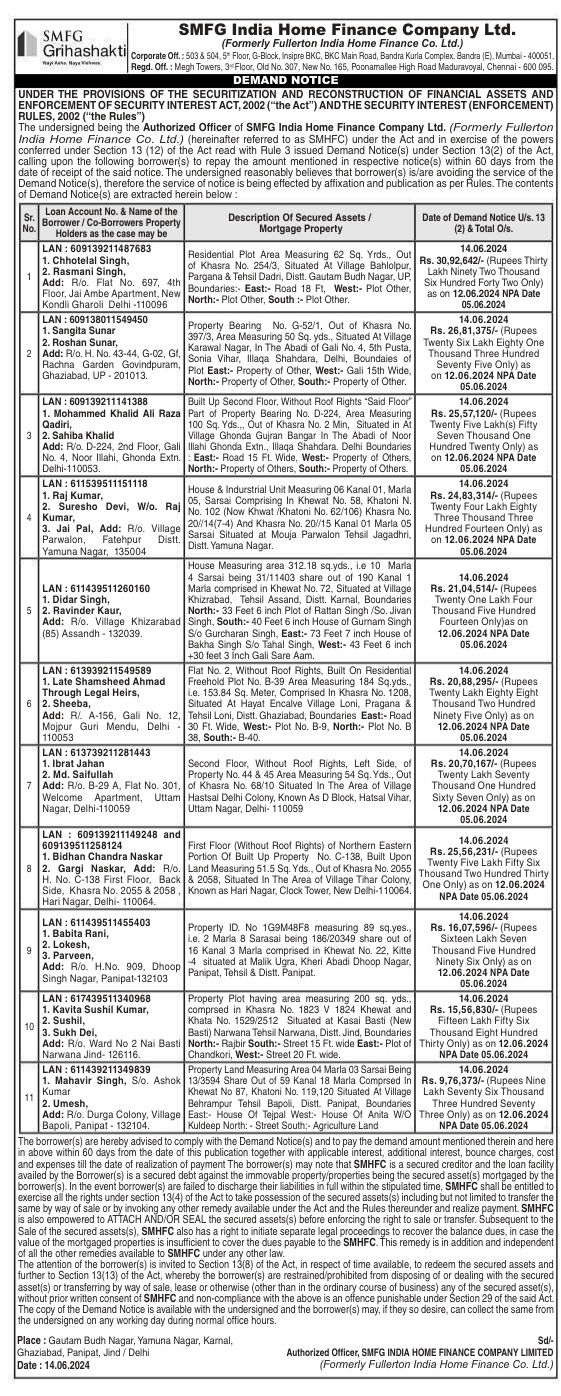 SMFG
Grihashakti
Nayi Asha. Naya Vishwas.
SMFG India Home Finance Company Ltd.
(Formerly Fullerton India Home Finance Co. Ltd.)
Corporate Off. : 503 & 504, 5th Floor, G-Block, Insipre BKC, BKC Main Road, Bandra Kurla Complex, Bandra (E), Mumbai - 400051.
Regd. Off. : Megh Towers, 3rd Floor, Old No. 307, New No. 165, Poonamallee High Road Maduravoyal, Chennai - 600 095.
DEMAND NOTICE
UNDER THE PROVISIONS OF THE SECURITIZATION AND RECONSTRUCTION OF FINANCIAL ASSETS AND
ENFORCEMENT OF SECURITY INTEREST ACT, 2002 (“the Act”) AND THE SECURITY INTEREST (ENFORCEMENT)
RULES, 2002 (“the Rules”)
The undersigned being the Authorized Officer of SMFG India Home Finance Company Ltd. (Formerly Fullerton
India Home Finance Co. Ltd.) (hereinafter referred to as SMHFC) under the Act and in exercise of the powers
conferred under Section 13 (12) of the Act read with Rule 3 issued Demand Notice(s) under Section 13(2) of the Act,
calling upon the following borrower(s) to repay the amount mentioned in respective notice(s) within 60 days from the
date of receipt of the said notice. The undersigned reasonably believes that borrower(s) is/are avoiding the service of the
Demand Notice(s), therefore the service of notice is being effected by affixation and publication as per Rules. The contents
of Demand Notice(s) are extracted herein below :
Sr. No.
Loan Account No. & Name of the
Borrower / Co-Borrowers Property
Holders as the case may be
Description Of Secured Assets /
Mortgage Property
Date of Demand Notice U/s. 13
(2) & Total O/s.
1
LAN : 609139211487683
1. Chhotelal Singh,
2. Rasmani Singh,
Add: R/o. Flat No. 697, 4th
Floor, Jai Ambe Apartment, New
Kondli Gharoli Delhi -110096
Residential Plot Area Measuring 62 Sq. Yrds., Out
of Khasra No. 254/3, Situated At Village Bahlolpur,
Pargana & Tehsil Dadri, Distt. Gautam Budh Nagar, UP,
Boundaries:- East:- Road 18 Ft, West:- Plot Other,
North:- Plot Other, South :- Plot Other.
14.06.2024
Rs. 30,92,642/- (Rupees Thirty
Lakh Ninety Two Thousand
Six Hundred Forty Two Only)
as on 12.06.2024 NPA Date
05.06.2024
2
LAN : 609138011549450
1. Sangita Sunar
2. Roshan Sunar,
Add: R/o. H. No. 43-44, G-02, Gf,
Rachna Garden Govindpuram,
Ghaziabad, UP - 201013.
Property Bearing No. G-52/1, Out of Khasra No.
397/3, Area Measuring 50 Sq. yds., Situated At Village
Karawal Nagar, In The Abadi of Gali No. 4, 5th Pusta,
Sonia Vihar, Illaqa Shahdara, Delhi, Boundaies of
Plot East:- Property of Other, West:- Gali 15th Wide,
North:- Property of Other, South:- Property of Other.
14.06.2024
Rs. 26,81,375/- (Rupees
Twenty Six Lakh Eighty One
Thousand Three Hundred
Seventy Five Only) as
on 12.06.2024 NPA Date
05.06.2024
3
LAN : 609139211141388
1. Mohammed Khalid Ali Raza
Qadiri,
2. Sahiba Khalid
Add: R/o. D-224, 2nd Floor, Gali
No. 4, Noor Illahi, Ghonda Extn.
Delhi-110053.
Built Up Second Floor, Without Roof Rights “Said Floor”
Part of Property Bearing No. D-224, Area Measuring
100 Sq. Yds.,, Out of Khasra No. 2 Min, Situated in At
Village Ghonda Gujran Bangar In The Abadi of Noor
Illahi Ghonda Extn., Illaqa Shahdara. Delhi Boundaries
: East:- Road 15 Ft. Wide, West:- Property of Others,
North:- Property of Others, South:- Property of Others.
14.06.2024
Rs. 25,57,120/- (Rupees
Twenty Five Lakh(s) Fifty
Seven Thousand One
Hundred Twenty Only) as
on 12.06.2024 NPA Date
05.06.2024
4
LAN : 611539511151118
1. Raj Kumar,
2. Suresho Devi, W/o. Raj
Kumar,
3. Jai Pal, Add: R/o. Village
Parwalon, Fatehpur Distt.
Yamuna Nagar, 135004
House & Indurstrial Unit Measuring 06 Kanal 01, Marla
05, Sarsai Comprising In Khewat No. 58, Khatoni N.
No. 102 (Now Khwat /Khatoni No. 62/106) Khasra No.
20//14(7-4) And Khasra No. 20//15 Kanal 01 Marla 05
Sarsai Situated at Mouja Parwalon Tehsil Jagadhri,
Distt. Yamuna Nagar.
14.06.2024
Rs. 24,83,314/- (Rupees
Twenty Four Lakh Eighty
Three Thousand Three
Hundred Fourteen Only) as
on 12.06.2024 NPA Date
05.06.2024
5
LAN : 611439511260160
1. Didar Singh,
2. Ravinder Kaur,
Add: R/o. Village Khizarabad
(85) Assandh - 132039.
House Measuring area 312.18 sq.yds., i.e 10 Marla
4 Sarsai being 31/11403 share out of 190 Kanal 1
Marla comprised in Khewat No. 72, Situated at Village
Khizrabad, Tehsil Assand, Distt. Karnal, Boundaries
North:- 33 Feet 6 inch Plot of Rattan Singh /So. Jivan
Singh, South:- 40 Feet 6 inch House of Gurnam Singh
S/o Gurcharan Singh, East:- 73 Feet 7 inch House of
Bakha Singh S/o Tahal Singh, West:- 43 Feet 6 inch
+30 feet 3 Inch Gali Sare Aam.
14.06.2024
Rs. 21,04,514/- (Rupees
Twenty One Lakh Four
Thousand Five Hundred
Fourteen Only)as on
12.06.2024 NPA Date
05.06.2024
6
LAN : 613939211549589
1. Late Shamsheed Ahmad
Through Legal Heirs,
2. Sheeba,
Add: R/. A-156, Gali No. 12,
Mojpur Guri Mendu, Delhi -
110053
Flat No. 2, Without Roof Rights, Built On Residential
Freehold Plot No. B-39 Area Measuring 184 Sq.yds.,
i.e. 153.84 Sq. Meter, Comprised In Khasra No. 1208,
Situated At Hayat Encalve Village Loni, Pragana &
Tehsil Loni, Distt. Ghaziabad, Boundaries East:- Road
30 Ft. Wide, West:- Plot No. B-9, North:- Plot No. B
38, South:- B-40.
14.06.2024
Rs. 20,88,295/- (Rupees
Twenty Lakh Eighty Eight
Thousand Two Hundred
Ninety Five Only) as on
12.06.2024 NPA Date
05.06.2024
7
LAN : 613739211281443
1. Ibrat Jahan
2. Md. Saifullah
Add: R/o. B-29 A, Flat No. 301,
Welcome Apartment, Uttam
Nagar, Delhi-110059
Second Floor, Without Roof Rights, Left Side, of
Property No. 44 & 45 Area Measuring 54 Sq. Yds., Out
of Khasra No. 68/10 Situated In The Area of Village
Hastsal Delhi Colony, Known As D Block, Hatsal Vihar,
Uttam Nagar, Delhi- 110059
14.06.2024
Rs. 20,70,167/- (Rupees
Twenty Lakh Seventy
Thousand One Hundred
Sixty Seven Only) as on
12.06.2024 NPA Date
05.06.2024
8
LAN : 609139211149248 and
609139511258124
1. Bidhan Chandra Naskar
2. Gargi Naskar, Add: R/o.
H. No. C-138 First Floor, Back
Side, Khasra No. 2055 & 2058 ,
Hari Nagar, Delhi- 110064.
First Floor (Without Roof Rights) of Northern Eastern
Portion Of Built Up Property No. C-138, Built Upon
Land Measuring 51.5 Sq. Yds., Out of Khasra No. 2055
& 2058, Situated In The Area of Village Tihar Colony,
Known as Hari Nagar, Clock Tower, New Delhi-110064.
14.06.2024
Rs. 25,56,231/- (Rupees
Twenty Five Lakh Fifty Six
Thousand Two Hundred Thirty
One Only) as on 12.06.2024
NPA Date 05.06.2024
9
LAN : 611439511455403
1. Babita Rani,
2. Lokesh,
3. Parveen,
Add: R/o. H.No. 909, Dhoop
Singh Nagar, Panipat-132103
Property ID. No 1G9M48F8 measuring 89 sq.yes.,
i.e. 2 Marla 8 Sarasai being 186/20349 share out of
16 Kanal 3 Marla comprised in Khewat No. 22, Kitte
-4 situated at Malik Ugra, Kheri Abadi Dhoop Nagar,
Panipat, Tehsil & Distt. Panipat.
14.06.2024
Rs. 16,07,596/- (Rupees
Sixteen Lakh Seven
Thousand Five Hundred
Ninety Six Only) as on
12.06.2024 NPA Date
05.06.2024
10
LAN : 617439511340968
1. Kavita Sushil Kumar,
2. Sushil,
3. Sukh Dei,
Add: R/o. Ward No 2 Nai Basti
Narwana Jind- 126116.
Property Plot having area measuring 200 sq. yds.,
comprsed in Khasra No. 1823 V 1824 Khewat and
Khata No. 1529/2512 Situated at Kasai Basti (New
Basti) Narwana Tehsil Narwana, Distt. Jind, Boundaries
North:- Rajbir South:- Street 15 Ft. wide East:- Plot of
Chandkori, West:- Street 20 Ft. wide.
14.06.2024
Rs. 15,56,830/- (Rupees
Fifteen Lakh Fifty Six
Thousand Eight Hundred
Thirty Only) as on 12.06.2024
NPA Date 05.06.2024
11
LAN : 611439211349839
1. Mahavir Singh, S/o. Ashok
Kumar
2. Umesh,
Add: R/o. Durga Colony, Village
Bapoli, Panipat - 132104.
Property Land Measuring Area 04 Marla 03 Sarsai Being
13/3594 Share Out of 59 Kanal 18 Marla Comprsed In
Khewat No 87, Khatoni No. 119,120 Situated At Village
Behrampur Tehsil Bapoli, Distt. Panipat, Boundaries
East:- House Of Tejpal West:- House Of Anita W/O
Kuldeep North: - Street South:- Agriculture Land
14.06.2024
Rs. 9,76,373/- (Rupees Nine
Lakh Seventy Six Thousand
Three Hundred Seventy
Three Only) as on 12.06.2024
NPA Date 05.06.2024
The borrower(s) are hereby advised to comply with the Demand Notice(s) and to pay the demand amount mentioned therein and here
in above within 60 days from the date of this publication together with applicable interest, additional interest, bounce charges, cost
and expenses till the date of realization of payment The borrower(s) may note that SMHFC is a secured creditor and the loan facility
availed by the Borrower(s) is a secured debt against the immovable property/properties being the secured asset(s) mortgaged by the
borrower(s). In the event borrower(s) are failed to discharge their liabilities in full within the stipulated time, SMHFC shall be entitled to
exercise all the rights under section 13(4) of the Act to take possession of the secured assets(s) including but not limited to transfer the
same by way of sale or by invoking any other remedy available under the Act and the Rules thereunder and realize payment. SMHFC
is also empowered to ATTACH AND/OR SEAL the secured assets(s) before enforcing the right to sale or transfer. Subsequent to the
Sale of the secured assets(s), SMHFC also has a right to initiate separate legal proceedings to recover the balance dues, in case the
value of the mortgaged properties is insufficient to cover the dues payable to the SMHFC. This remedy is in addition and independent
of all the other remedies available to SMHFC under any other law.
The attention of the borrower(s) is invited to Section 13(8) of the Act, in respect of time available, to redeem the secured assets and
further to Section 13(13) of the Act, whereby the borrower(s) are restrained/prohibited from disposing of or dealing with the secured
asset(s) or transferring by way of sale, lease or otherwise (other than in the ordinary course of business) any of the secured asset(s),
without prior written consent of SMHFC and non-compliance with the above is an offence punishable under Section 29 of the said Act.
The copy of the Demand Notice is available with the undersigned and the borrower(s) may, if they so desire, can collect the same from
the undersigned on any working day during normal office hours.
Place : Gautam Budh Nagar, Yamuna Nagar, Karnal,
Ghaziabad, Panipat, Jind / Delhi
Date : 14.06.2024
Sd/-
Authorized Officer, SMFG INDIA HOME FINANCE COMPANY LIMITED
(Formerly Fullerton India Home Finance Co. Ltd.)